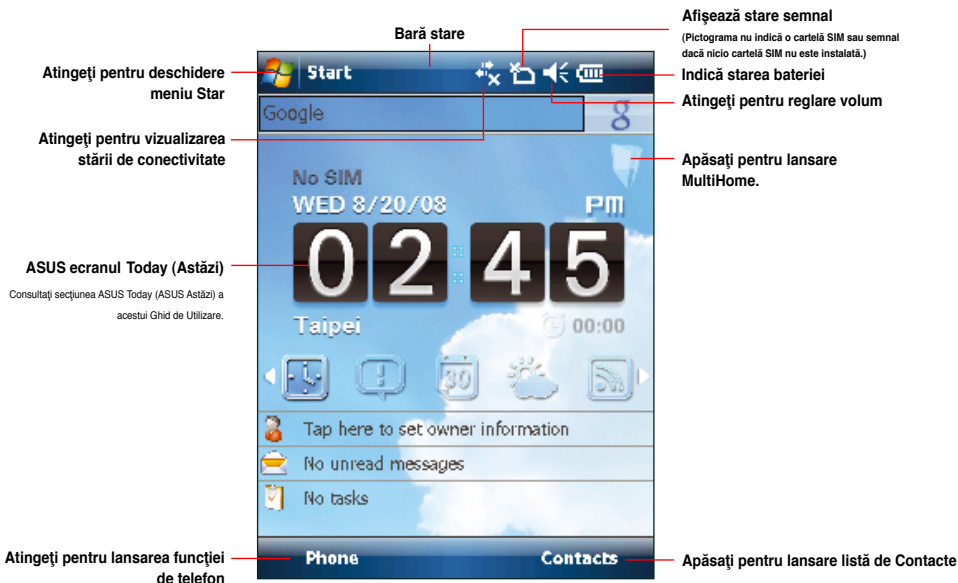 Bară stare
Afişează stare semnal
(Pictograma nu indică o cartelă SIM sau semnal
dacă nicio cartelă SIM nu este instalată.)
Atingeţi pentru deschidere
meniu Star
Indică starea bateriei
Atingeţi pentru reglare volum
Atingeţi pentru vizualizarea
stării de conectivitate
Apăsaţi pentru lansare
MultiHome.
ASUS ecranul Today (Astăzi)
Consultaţi secţiunea ASUS Today (ASUS Astăzi) a
acestui Ghid de Utilizare.
Start
Google
g
No SIM
WED 8/20/08 PM
02:45
Taipei 00:00
30
Tap here to set owner information
No unread messages
No tasks
Phone Contacts
Atingeţi pentru lansarea funcţiei
de telefon
Apăsaţi pentru lansare listă de Contacte